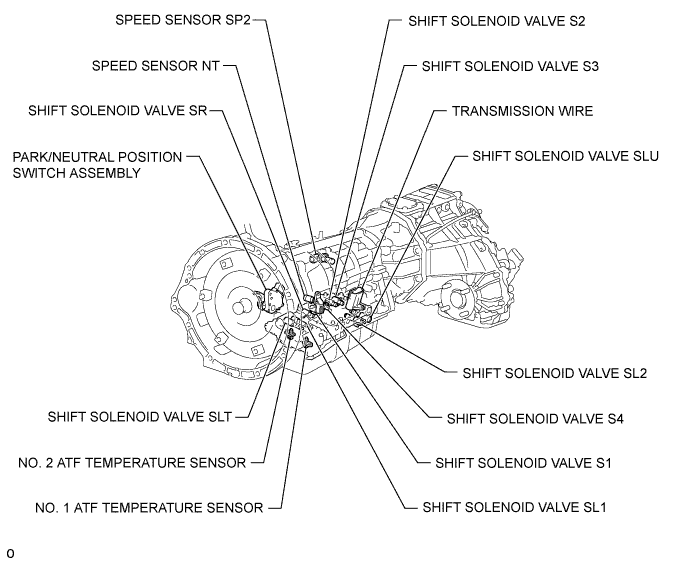 SPEED SENSOR SP2
SHIFT SOLENOID VALVE S2
SPEED SENSOR NT
SHIFT SOLENOID VALVE S3
SHIFT SOLENOID VALVE SR
TRANSMISSION WIRE
PARK/NEUTRAL POSITION
SWITCH ASSEMBLY
SHIFT SOLENOID VALVE SLU
SHIFT SOLENOID VALVE SL2
SHIFT SOLENOID VALVE SLT
SHIFT SOLENOID VALVE S4
NO. 2 ATF TEMPERATURE SENSOR
SHIFT SOLENOID VALVE S1
NO. 1 ATF TEMPERATURE SENSOR
SHIFT SOLENOID VALVE SL1
O